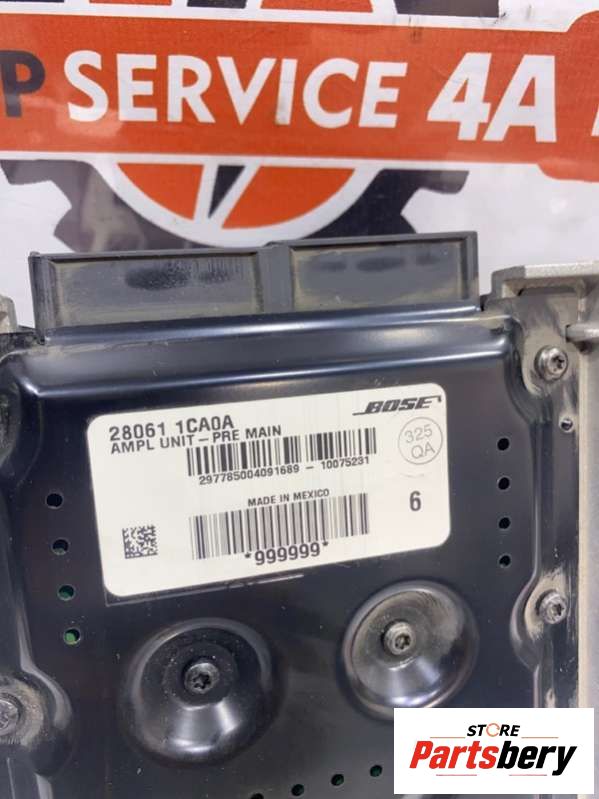 P SERVICE 4A
28061 1CA0A
BOSE
AMPL UNIT-PRE MAIN
325
QA
297785004091689 - 10075231
MADE IN MEXICO
6
*999999*
STORE
Partsbery